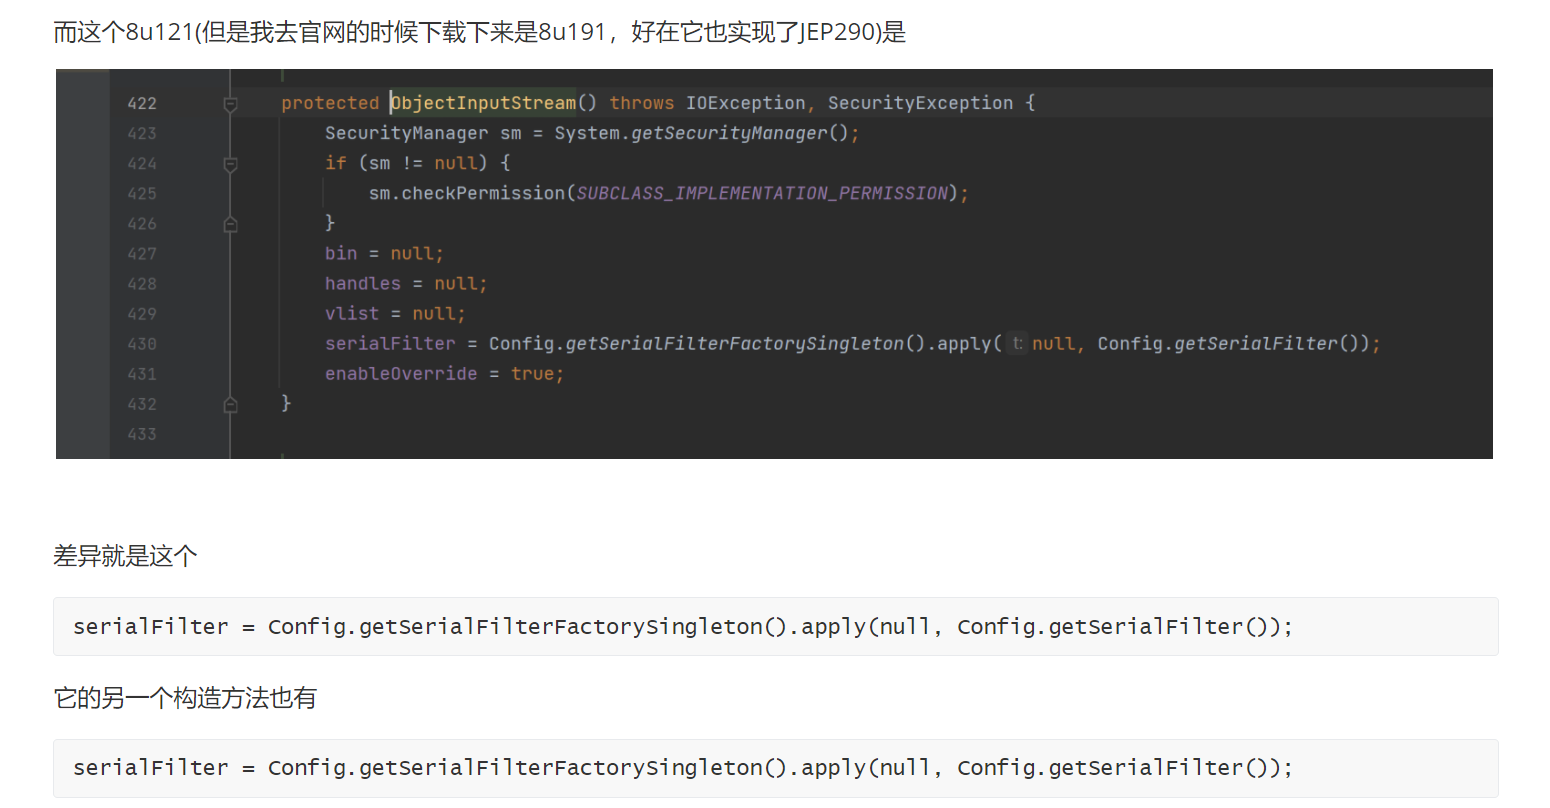 而这个8u121(但是我去官网的时候下载下来是8u191，好在它也实现了JEP290)是
422 protected ObjectInputStream() throws IOException, SecurityException {
423 SecurityManager sm = System.getSecurityManager();
424 if (sm != null) {
425 sm.checkPermission(SUBCLASS_IMPLEMENTATION_PERMISSION);
426 }
427 bin = null;
428 handles = null;
429 vlist = null;
430 serialFilter = Config.getSerialFilterFactorySingleton().apply( t: null, Config.getSerialFilter());
431 enableOverride = true;
432 }
433
差异就是这个
serialFilter = Config.getSerialFilterFactorySingleton().apply(null, Config.getSerialFilter());
它的另一个构造方法也有
serialFilter = Config.getSerialFilterFactorySingleton().apply(null, Config.getSerialFilter());